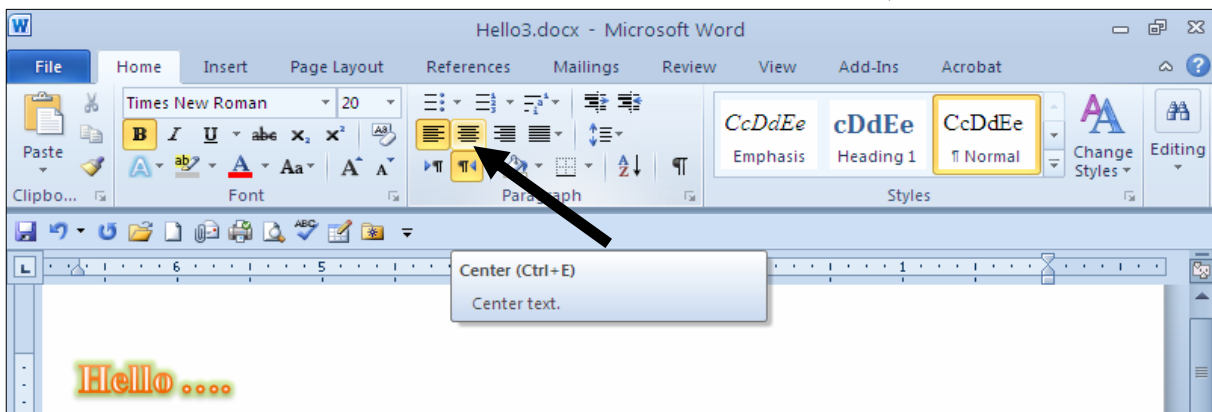 W Hello3.docx - Microsoft Word
File Home Insert Page Layout References Mailings Review View Add-Ins Acrobat
Times New Roman 20
B I U abe x₂ x²
A ab A Aa A A
Paste
CcDdEe cDdEe CcDdEe
Emphasis Heading 1 ¶ Normal
Change Styles
Editing
Clipbo... Font Paragraph Styles
ABC
L 6 5 1
Center (Ctrl+E)
Center text.
Hello ....